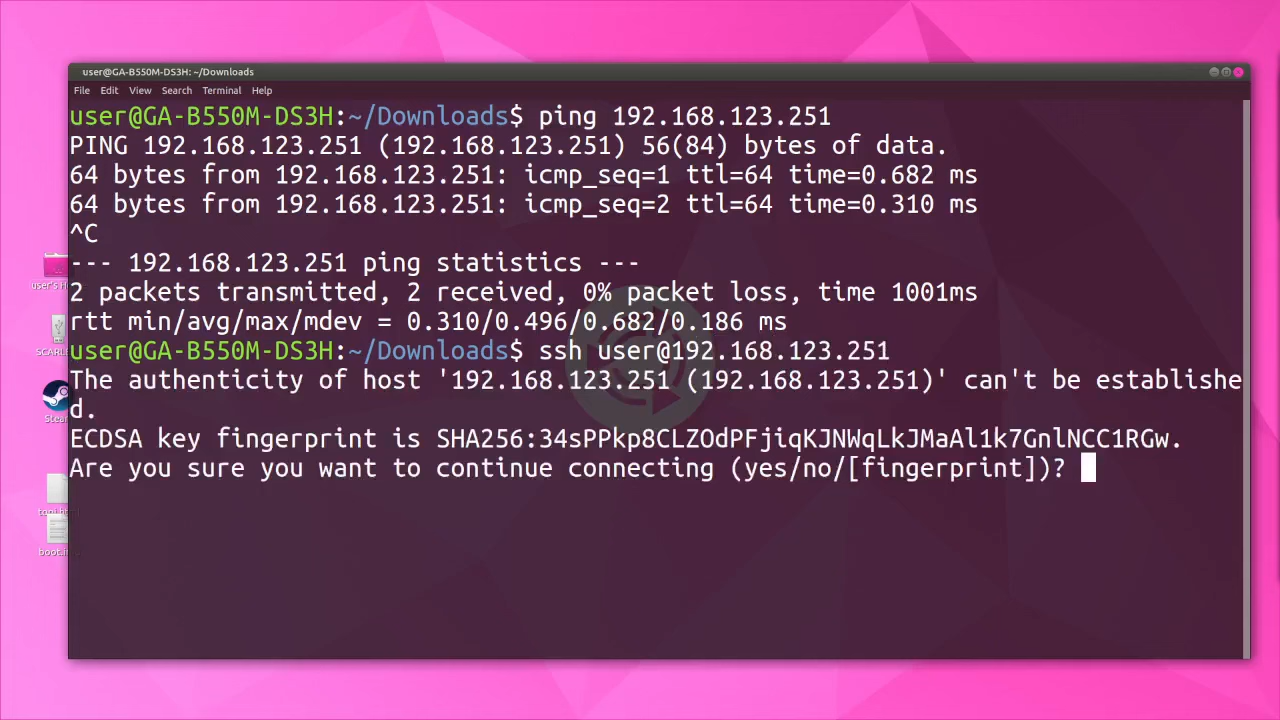 user@GA-B550M-DS3H: ~/Downloads
File Edit View Search Terminal Help
user@GA-B550M-DS3H:~/Downloads$ ping 192.168.123.251
PING 192.168.123.251 (192.168.123.251) 56(84) bytes of data.
64 bytes from 192.168.123.251: icmp_seq=1 ttl=64 time=0.682 ms
64 bytes from 192.168.123.251: icmp_seq=2 ttl=64 time=0.310 ms
^C
--- 192.168.123.251 ping statistics ---
2 packets transmitted, 2 received, 0% packet loss, time 1001ms
rtt min/avg/max/mdev = 0.310/0.496/0.682/0.186 ms
user@GA-B550M-DS3H:~/Downloads$ ssh user@192.168.123.251
The authenticity of host '192.168.123.251 (192.168.123.251)' can't be establishe
d.
ECDSA key fingerprint is SHA256:34sPPkp8CLZOdPFjiqKJNWqLkJMaAl1k7GnlNCC1RGw.
Are you sure you want to continue connecting (yes/no/[fingerprint])?
user's H
SCARLE
Steam
boot.in